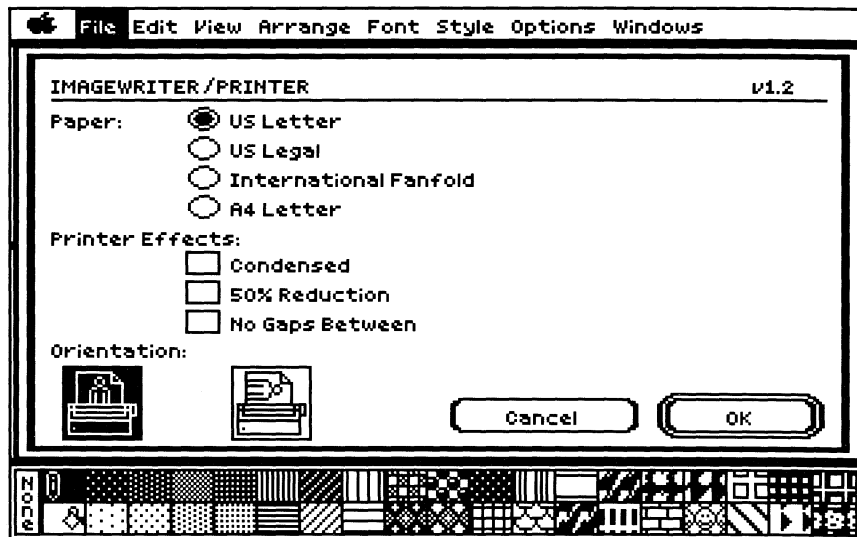 File Edit View Arrange Font Style Options Windows
IMAGEWRITER/PRINTER v1.2
Paper: US Letter
US Legal
International Fanfold
A4 Letter
Printer Effects:
Condensed
50% Reduction
No Gaps Between
Orientation:
Cancel OK
None